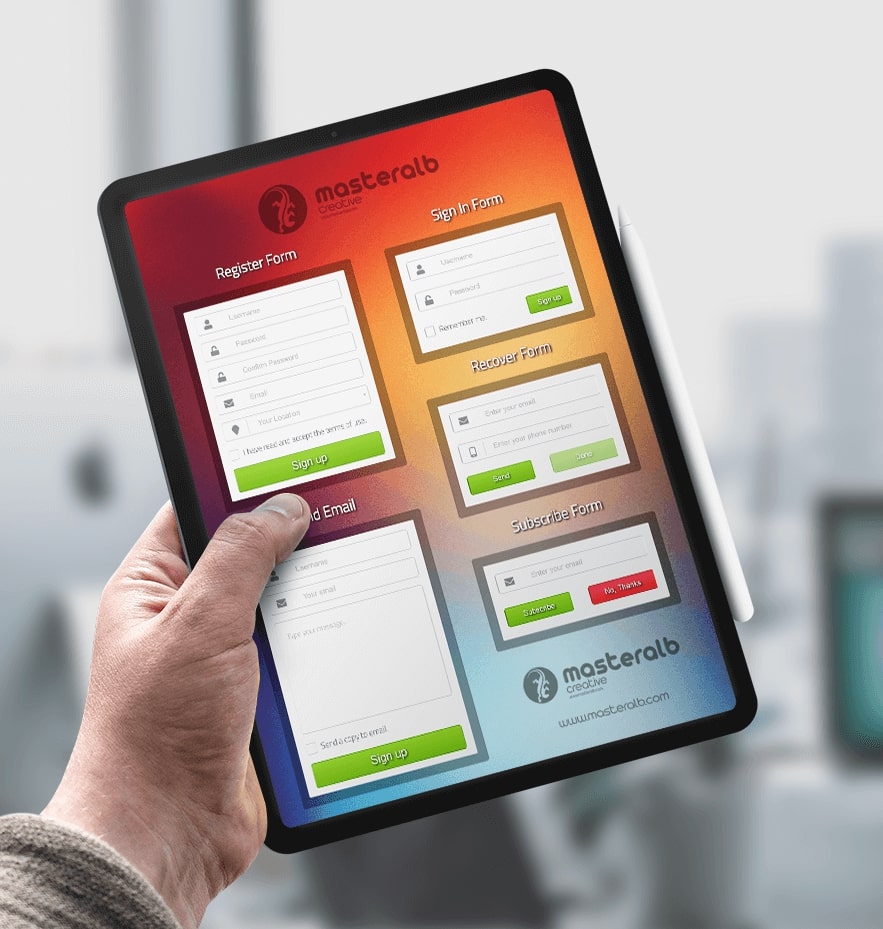 masteralb
creative
Register Form
Username
Password
Confirm Password
Email
Your Location
I have read and accept the terms of use.
Sign up
Sign In Form
Username
Password
Remember me.
Sign up
Recover Form
Enter your email
Enter your phone number
Send
Done
nd Email
Username
Your email
Type your message..
Send a copy to email.
Sign up
Subscribe Form
Enter your email
Subscribe
No, Thanks
masteralb
creative
www.masteralb.com